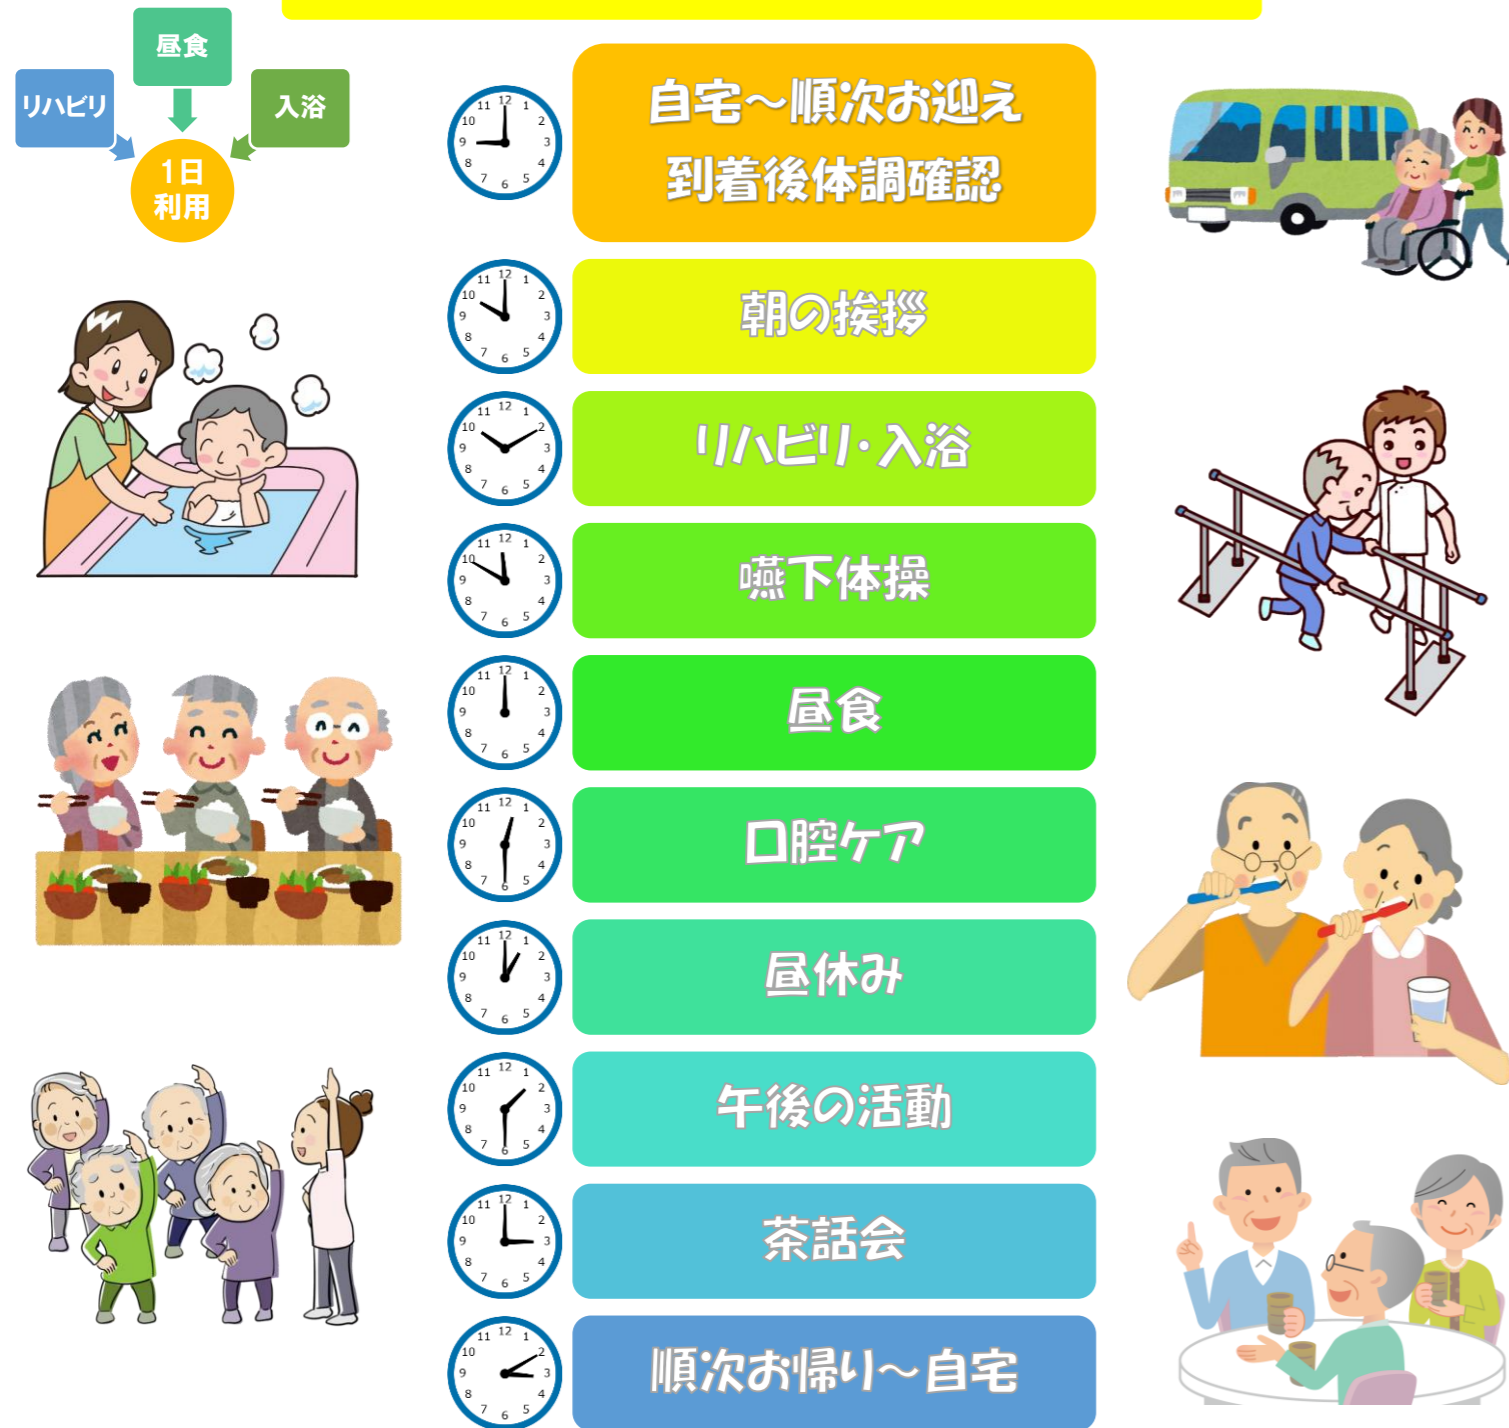 昼食
リハビリ
入浴
1日
利用
自宅～順次お迎え
到着後体調確認
朝の挨拶
リハビリ・入浴
嚥下体操
昼食
口腔ケア
昼休み
午後の活動
茶話会
順次お帰り～自宅